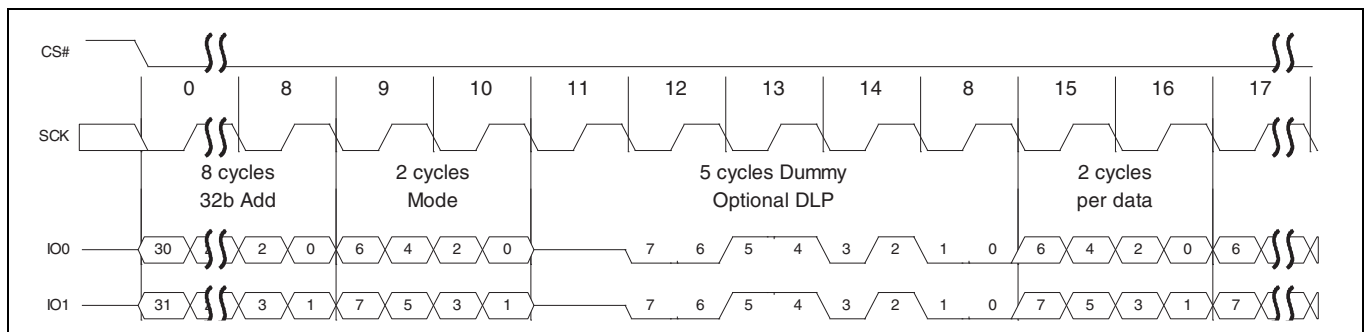 CS#
0 8 9 10 11 12 13 14 8 15 16 17
SCK
8 cycles 2 cycles 5 cycles Dummy 2 cycles
32b Add Mode Optional DLP per data
IO0 30 2 0 6 4 2 0 7 6 5 4 3 2 1 0 6 4 2 0 6
IO1 31 3 1 7 5 3 1 7 6 5 4 3 2 1 0 7 5 3 1 7